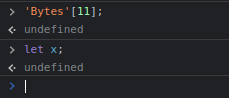 'Bytes'[11];
undefined
let x;
undefined